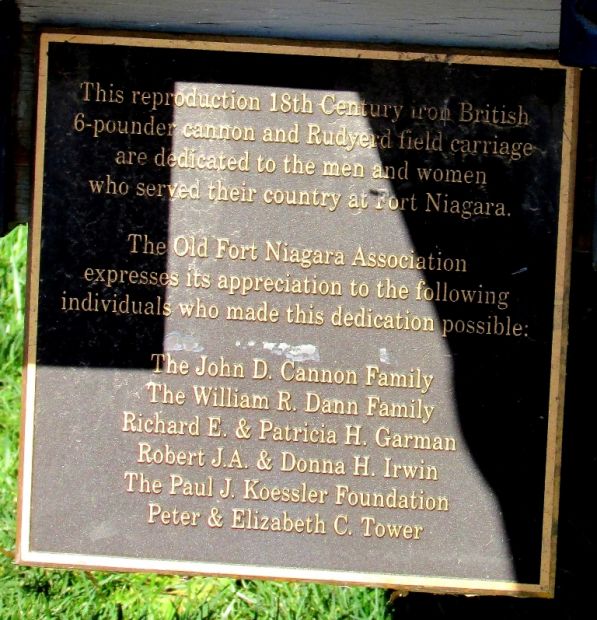 This reproduction 18th Century iron British
6-pounder cannon and Rudyerd field carriage
are dedicated to the men and women
who served their country at Fort Niagara.
The Old Fort Niagara Association
expresses its appreciation to the following
individuals who made this dedication possible:
The John D. Cannon Family
The William R. Dann Family
Richard E. & Patricia H. Garman
Robert J.A. & Donna H. Irwin
The Paul J. Koessler Foundation
Peter & Elizabeth C. Tower